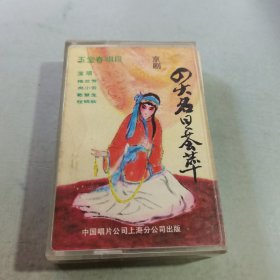 玉堂春唱段
京剧
四大名旦荟萃
演唱:
梅兰芳
尚小云
荀慧生
程砚秋
中国唱片公司上海分公司出版